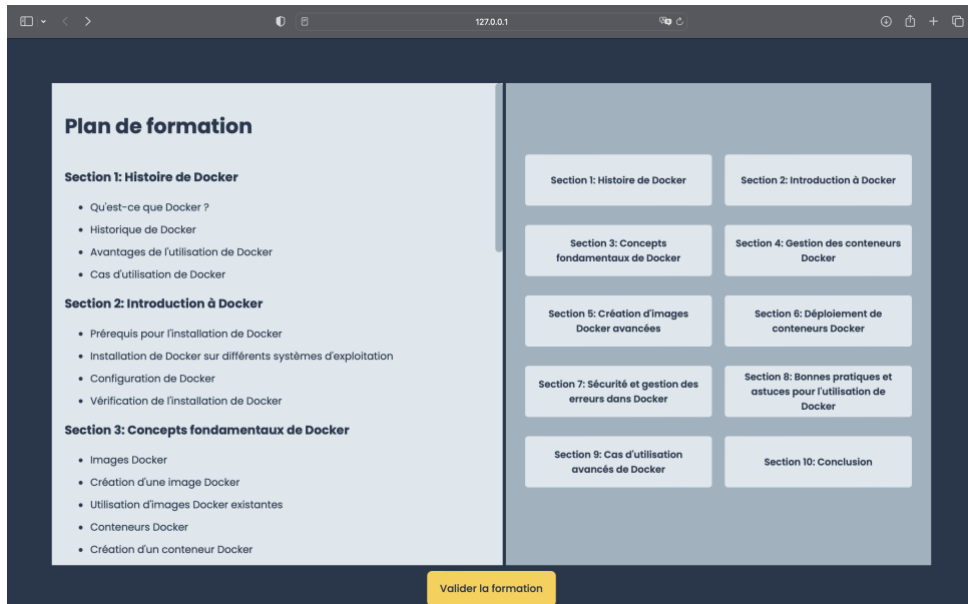 127.0.0.1
Plan de formation
Section 1: Histoire de Docker
Qu'est-ce que Docker ?
Historique de Docker
Avantages de l'utilisation de Docker
Cas d'utilisation de Docker
Section 2: Introduction à Docker
Prérequis pour l'installation de Docker
Installation de Docker sur différents systèmes d'exploitation
Configuration de Docker
Vérification de l'installation de Docker
Section 3: Concepts fondamentaux de Docker
Images Docker
Création d'une image Docker
Utilisation d'images Docker existantes
Conteneurs Docker
Création d'un conteneur Docker
Section 1: Histoire de Docker
Section 2: Introduction à Docker
Section 3: Concepts
fondamentaux de Docker
Section 4: Gestion des conteneurs
Docker
Section 5: Création d'images
Docker avancées
Section 6: Déploiement de
conteneurs Docker
Section 7: Sécurité et gestion des
erreurs dans Docker
Section 8: Bonnes pratiques et
astuces pour l'utilisation de
Docker
Section 9: Cas d'utilisation
avancés de Docker
Section 10: Conclusion
Valider la formation